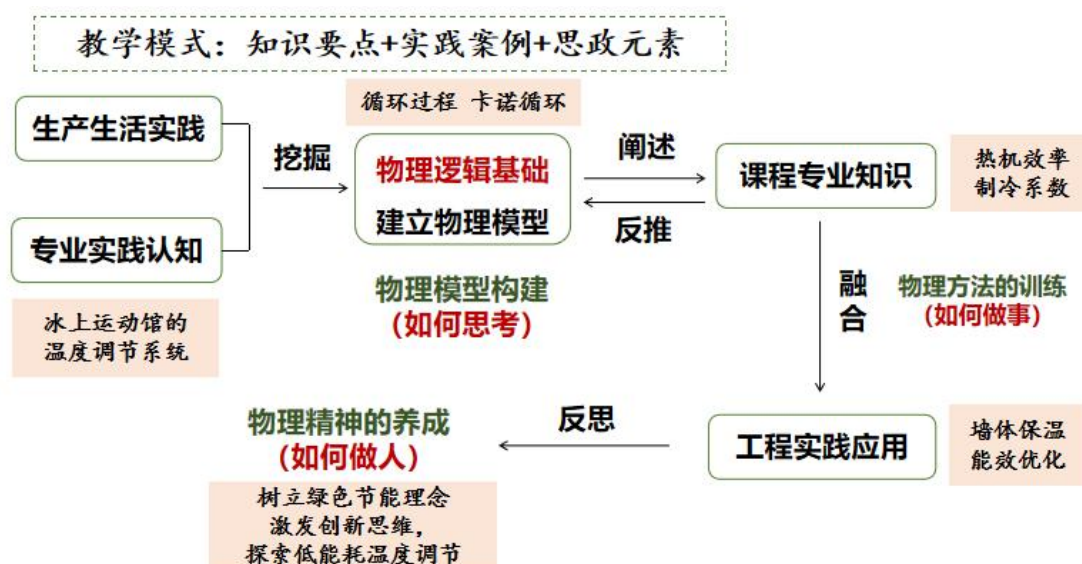 教学模式：知识要点+实践案例+思政元素
生产生活实践
专业实践认知
冰上运动馆的
温度调节系统
挖掘
循环过程 卡诺循环
物理逻辑基础
建立物理模型
物理模型构建
(如何思考)
阐述
反推
课程专业知识
热机效率
制冷系数
融
合
物理方法的训练
(如何做事)
工程实践应用
墙体保温
能效优化
反思
物理精神的养成
(如何做人)
树立绿色节能理念
激发创新思维，
探索低能耗温度调节